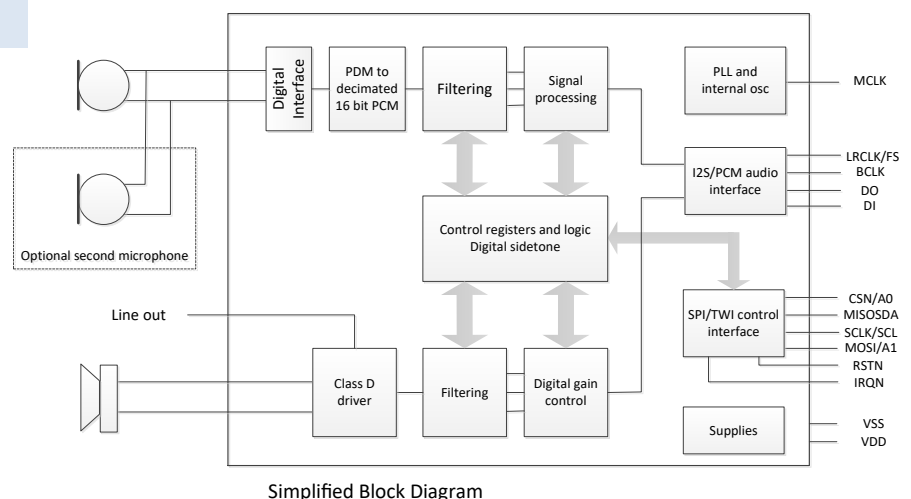 Digital
Interface
PDM to
decimated
16 bit PCM
Filtering
Signal
processing
PLL and
internal osc
MCLK
I2S/PCM audio
interface
LRCLK/FS
BCLK
DO
DI
Control registers and logic
Digital sidetone
Optional second microphone
SPI/TWI control
interface
CSN/A0
MISOSDA
SCLK/SCL
MOSI/A1
RSTN
IRQN
Line out
Class D
driver
Filtering
Digital gain
control
Supplies
VSS
VDD
Simplified Block Diagram